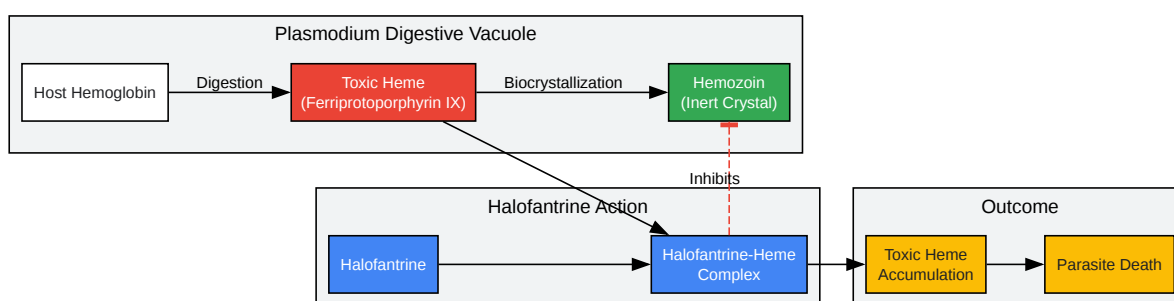 Plasmodium Digestive Vacuole
Host Hemoglobin
Digestion
Toxic Heme
(Ferriprotoporphyrin IX)
Biocrystallization
Hemozoin
(Inert Crystal)
Inhibits
Halofantrine Action
Halofantrine
Halofantrine-Heme
Complex
Outcome
Toxic Heme
Accumulation
Parasite Death